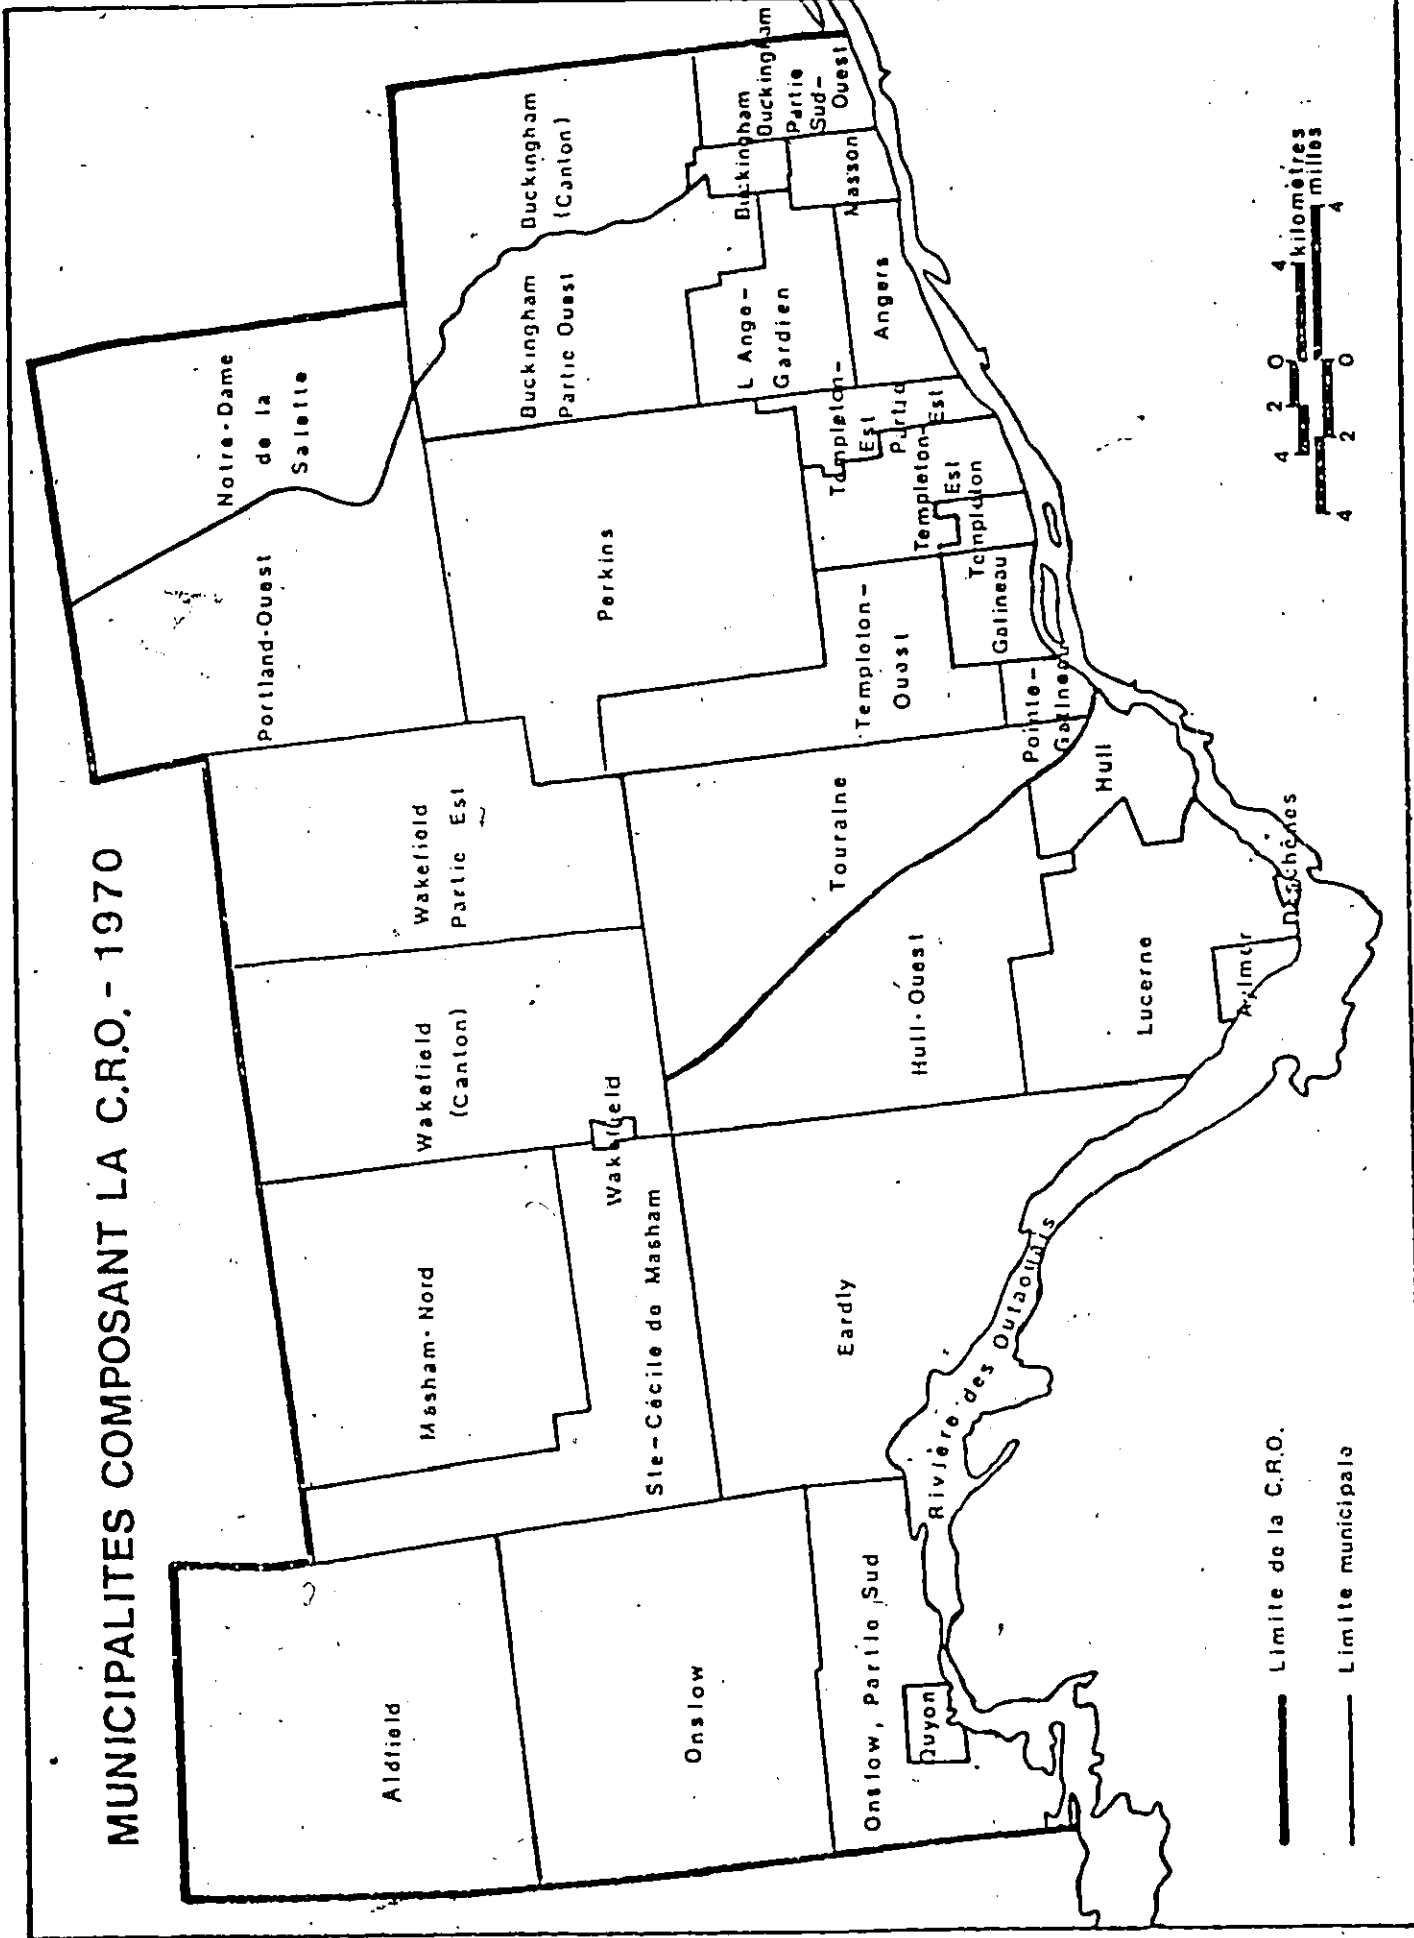 MUNICIPALITES COMPOSANT LA C.R.O. - 1970
Notre-Dame
de la
Salette
Portland-Ouest
Buckingham
(Canton)
Buckingham
Partie Ouest
Buckingham
Buckingham
Partie
Sud-
Ouest
Masson
L Ange-
Gardien
Angers
Perkins
Templeton-
Est
Partie
Est
Templeton-
Est
Templeton
Templeton-
Ouest
Gatineau
Pointe-
Gatineau
Wakefield
Partie Est
Wakefield
(Canton)
Wakefield
Touraine
Hull
Hull-Ouest
Lucerne
Aylmer
Deschênes
Masham-Nord
Ste-Cécile de Masham
Eardly
Aldfield
Onslow
Onslow, Partie Sud
Quyon
Rivière des Outaouais
Limite de la C.R.O.
Limite municipale
4 2 0 4 kilomètres
milles
4 2 0 4